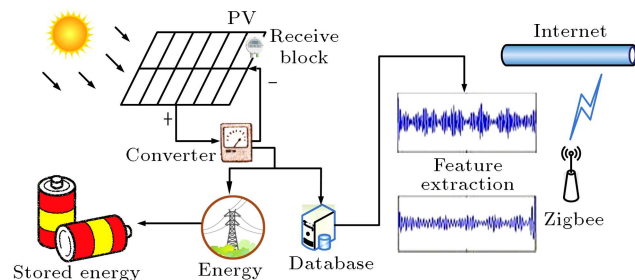 PV
Receive
block
Internet
+
−
Converter
Feature
extraction
Zigbee
Stored energy
Energy
Database